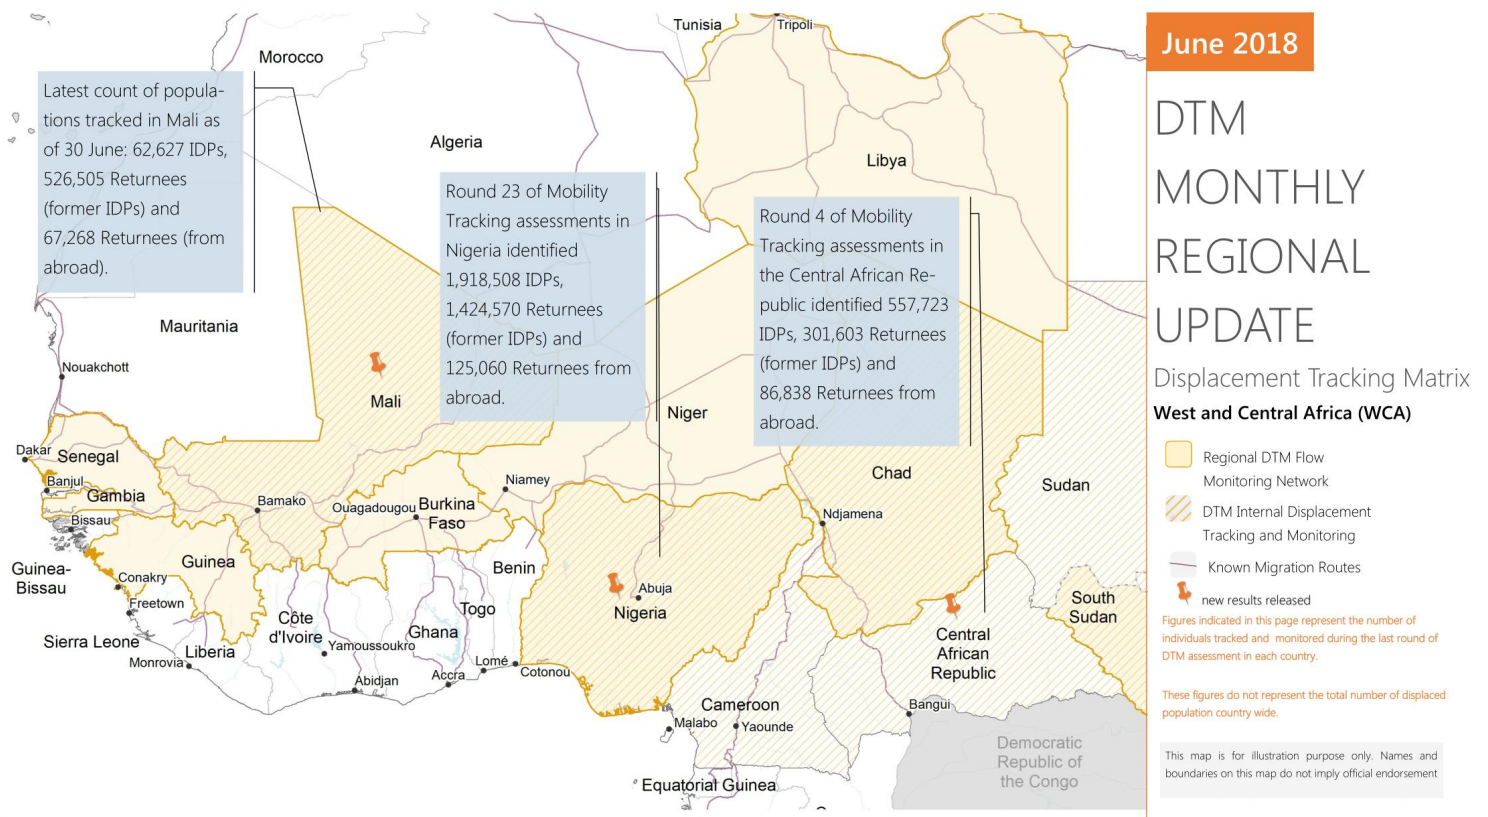 Tunisia
Tripoli
Morocco
Latest count of popula-
tions tracked in Mali as
of 30 June: 62,627 IDPs,
526,505 Returnees
(former IDPs) and
67,268 Returnees (from
abroad).
Algeria
Libya
Round 23 of Mobility
Tracking assessments in
Nigeria identified
1,918,508 IDPs,
1,424,570 Returnees
(former IDPs) and
125,060 Returnees from
abroad.
Round 4 of Mobility
Tracking assessments in
the Central African Re-
public identified 557,723
IDPs, 301,603 Returnees
(former IDPs) and
86,838 Returnees from
abroad.
Mauritania
Nouakchott
Mali
Niger
Dakar
Senegal
Banjul
Gambia
Bissau
Guinea-
Bissau
Bamako
Ouagadougou
Burkina
Faso
Niamey
Chad
Sudan
Ndjamena
Guinea
Conakry
Freetown
Sierra Leone
Monrovia
Liberia
Côte
d'Ivoire
Yamoussoukro
Abidjan
Ghana
Accra
Togo
Lomé
Benin
Cotonou
Abuja
Nigeria
South
Sudan
Central
African
Republic
Bangui
Cameroon
Yaounde
Malabo
Equatorial Guinea
Democratic
Republic of
the Congo
June 2018
DTM
MONTHLY
REGIONAL
UPDATE
Displacement Tracking Matrix
West and Central Africa (WCA)
Regional DTM Flow
Monitoring Network
DTM Internal Displacement
Tracking and Monitoring
Known Migration Routes
new results released
Figures indicated in this page represent the number of
individuals tracked and monitored during the last round of
DTM assessment in each country.
These figures do not represent the total number of displaced
population country wide.
This map is for illustration purpose only. Names and
boundaries on this map do not imply official endorsement